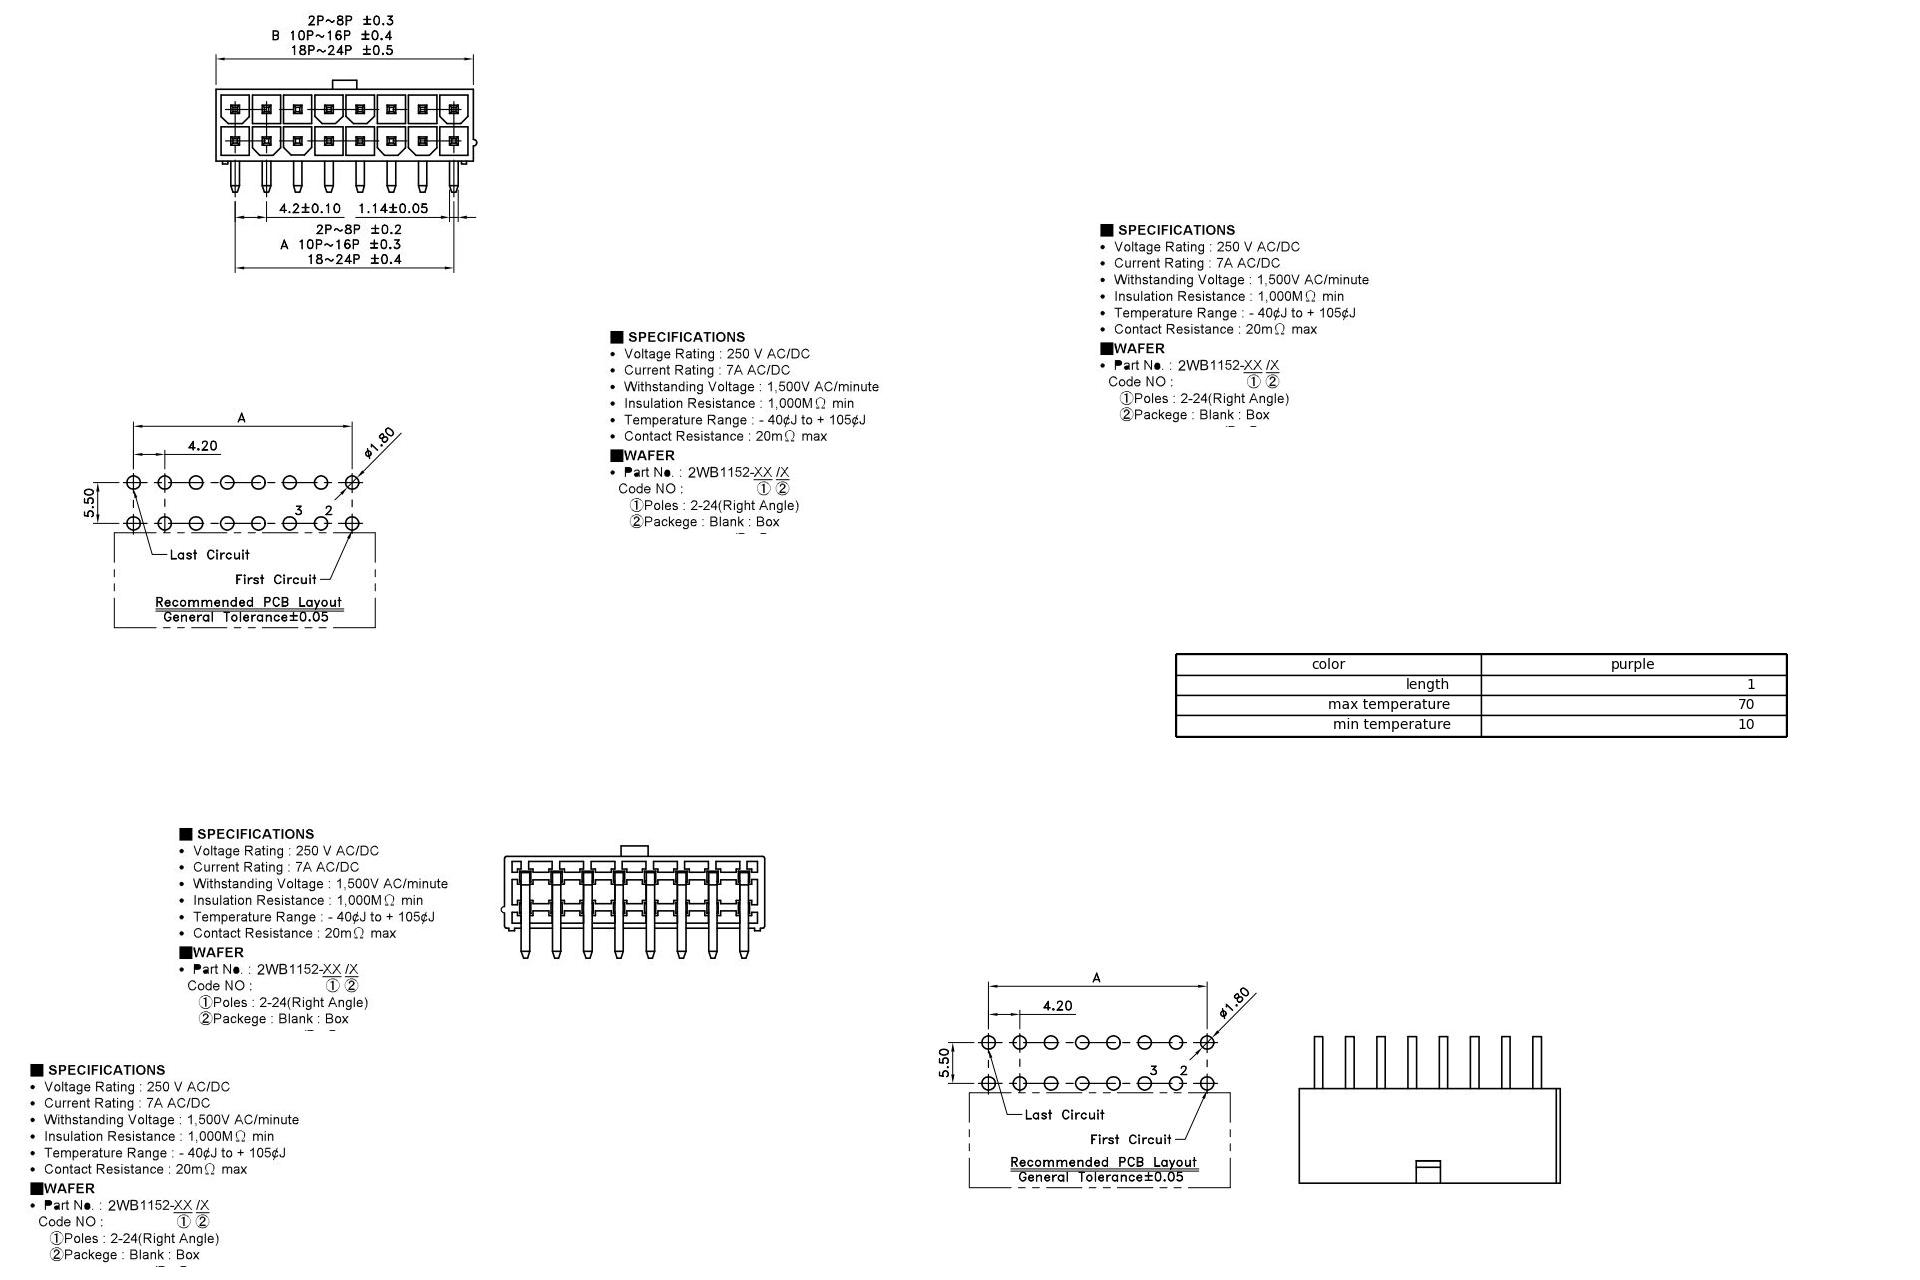 2P~8P ±0.3
B 10P~16P ±0.4
18P~24P ±0.5
4.2±0.10 1.14±0.05
2P~8P ±0.2
A 10P~16P ±0.3
18~24P ±0.4
■ SPECIFICATIONS
• Voltage Rating : 250 V AC/DC
• Current Rating : 7A AC/DC
• Withstanding Voltage : 1,500V AC/minute
• Insulation Resistance : 1,000MΩ min
• Temperature Range : - 40¢J to + 105¢J
• Contact Resistance : 20mΩ max
■WAFER
• Part No. : 2WB1152-XX /X
Code NO : ① ②
①Poles : 2-24(Right Angle)
②Packege : Blank : Box
■ SPECIFICATIONS
• Voltage Rating : 250 V AC/DC
• Current Rating : 7A AC/DC
• Withstanding Voltage : 1,500V AC/minute
• Insulation Resistance : 1,000MΩ min
• Temperature Range : - 40¢J to + 105¢J
• Contact Resistance : 20mΩ max
■WAFER
• Part No. : 2WB1152-XX /X
Code NO : ① ②
①Poles : 2-24(Right Angle)
②Packege : Blank : Box
A
4.20
ø1.80
5.50
3 2
Last Circuit
First Circuit
Recommended PCB Layout
General Tolerance±0.05
color purple
length 1
max temperature 70
min temperature 10
■ SPECIFICATIONS
• Voltage Rating : 250 V AC/DC
• Current Rating : 7A AC/DC
• Withstanding Voltage : 1,500V AC/minute
• Insulation Resistance : 1,000MΩ min
• Temperature Range : - 40¢J to + 105¢J
• Contact Resistance : 20mΩ max
■WAFER
• Part No. : 2WB1152-XX /X
Code NO : ① ②
①Poles : 2-24(Right Angle)
②Packege : Blank : Box
A
4.20
ø1.80
5.50
3 2
Last Circuit
First Circuit
Recommended PCB Layout
General Tolerance±0.05
■ SPECIFICATIONS
• Voltage Rating : 250 V AC/DC
• Current Rating : 7A AC/DC
• Withstanding Voltage : 1,500V AC/minute
• Insulation Resistance : 1,000MΩ min
• Temperature Range : - 40¢J to + 105¢J
• Contact Resistance : 20mΩ max
■WAFER
• Part No. : 2WB1152-XX /X
Code NO : ① ②
①Poles : 2-24(Right Angle)
②Packege : Blank : Box